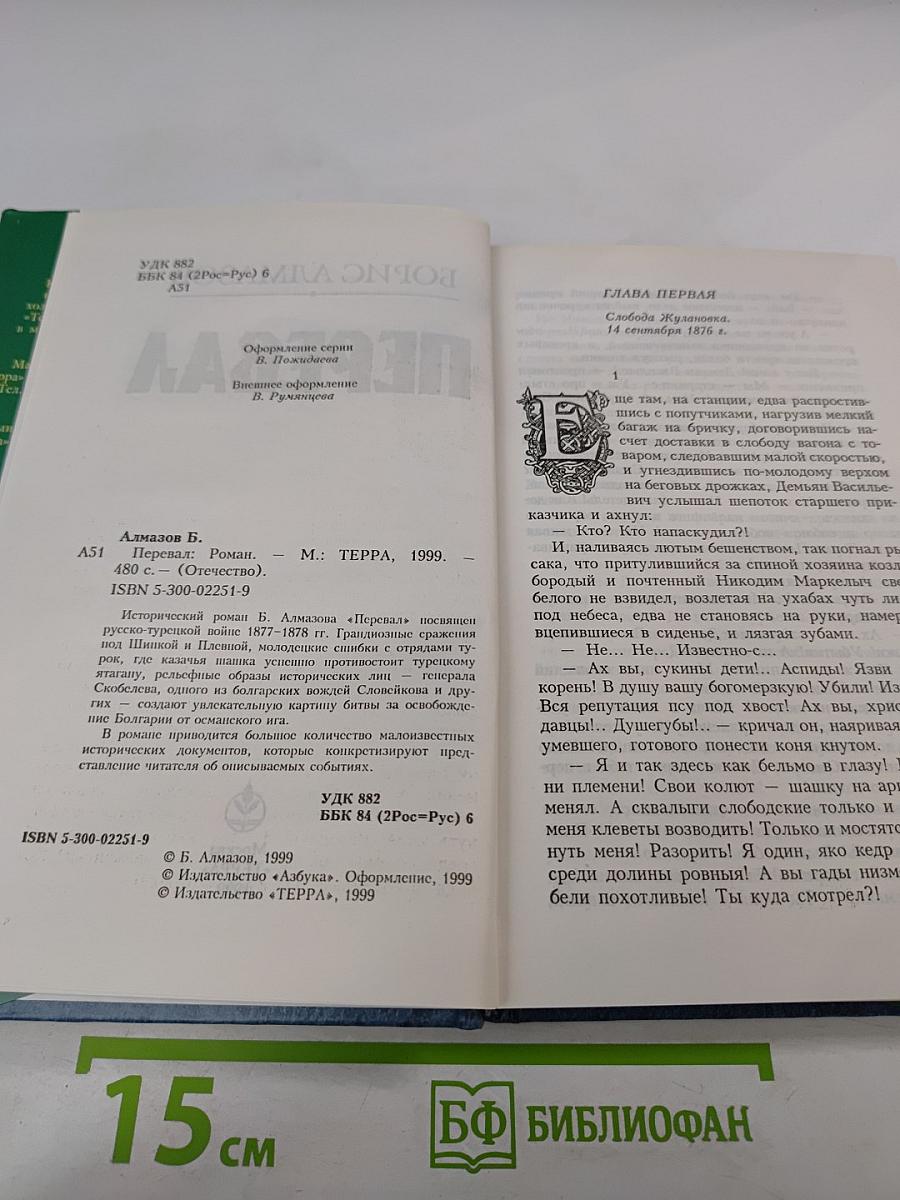 УДК 882
ББК 84 (2Рос=Рус) 6
А51
Оформление серии
В. Пожидаева
Внешнее оформление
В. Румянцева
Алмазов Б.
А51 Перевал: Роман. — М.: ТЕРРА, 1999. —
480 с. — (Отечество).
ISBN 5-300-02251-9
Исторический роман Б. Алмазова «Перевал» посвящен
русско-турецкой войне 1877–1878 гг. Грандиозные сражения
под Шипкой и Плевной, молодецкие сшибки с отрядами ту-
рок, где казачья шашка успешно противостоит турецкому
ятагану, рельефные образы исторических лиц — генерала
Скобелева, одного из болгарских вождей Словейкова и дру-
гих — создают увлекательную картину битвы за освобожде-
ние Болгарии от османского ига.
В романе приводится большое количество малоизвестных
исторических документов, которые конкретизируют пред-
ставление читателя об описываемых событиях.
УДК 882
ББК 84 (2Рос=Рус) 6
ISBN 5-300-02251-9
© Б. Алмазов, 1999
© Издательство «Азбука». Оформление, 1999
© Издательство «ТЕРРА», 1999
ГЛАВА ПЕРВАЯ
Слобода Жулановка.
14 сентября 1876 г.
1
Еще там, на станции, едва распростив-
шись с попутчиками, нагрузив мелкий
багаж на бричку, договорившись на-
счет доставки в слободу вагона с то-
варом, следовавшим малой скоростью,
и угнездившись по-молодому верхом
на беговых дрожках, Демьян Василье-
вич услышал шепоток старшего при-
казчика и ахнул:
— Кто? Кто напаскудил?!
И, наливаясь лютым бешенством, так погнал ры
сака, что притулившийся за спиной хозяина козл
бородый и почтенный Никодим Маркелыч све
белого не взвидел, возлетая на ухабах чуть ли
под небеса, едва не становясь на руки, намер
вцепившиеся в сиденье, и лязгая зубами.
— Не... Не... Известно-с...
— Ах вы, сукины дети!.. Аспиды! Язви
корень! В душу вашу богомерзкую! Убили! Из
Вся репутация псу под хвост! Ах вы, хрис
давцы!.. Душегубы!.. — кричал он, наяривая
умевшего, готового понести коня кнутом.
— Я и так здесь как бельмо в глазу!
ни племени! Свои колют — шашку на ар
менял. А сквалыги слободские только и
меня клеветы возводить! Только и мостятс
нуть меня! Разорить! Я один, яко кедр
среди долины ровныя! А вы гады низм
бели похотливые! Ты куда смотрел?!
15 см
БФ БИБЛИОФАН